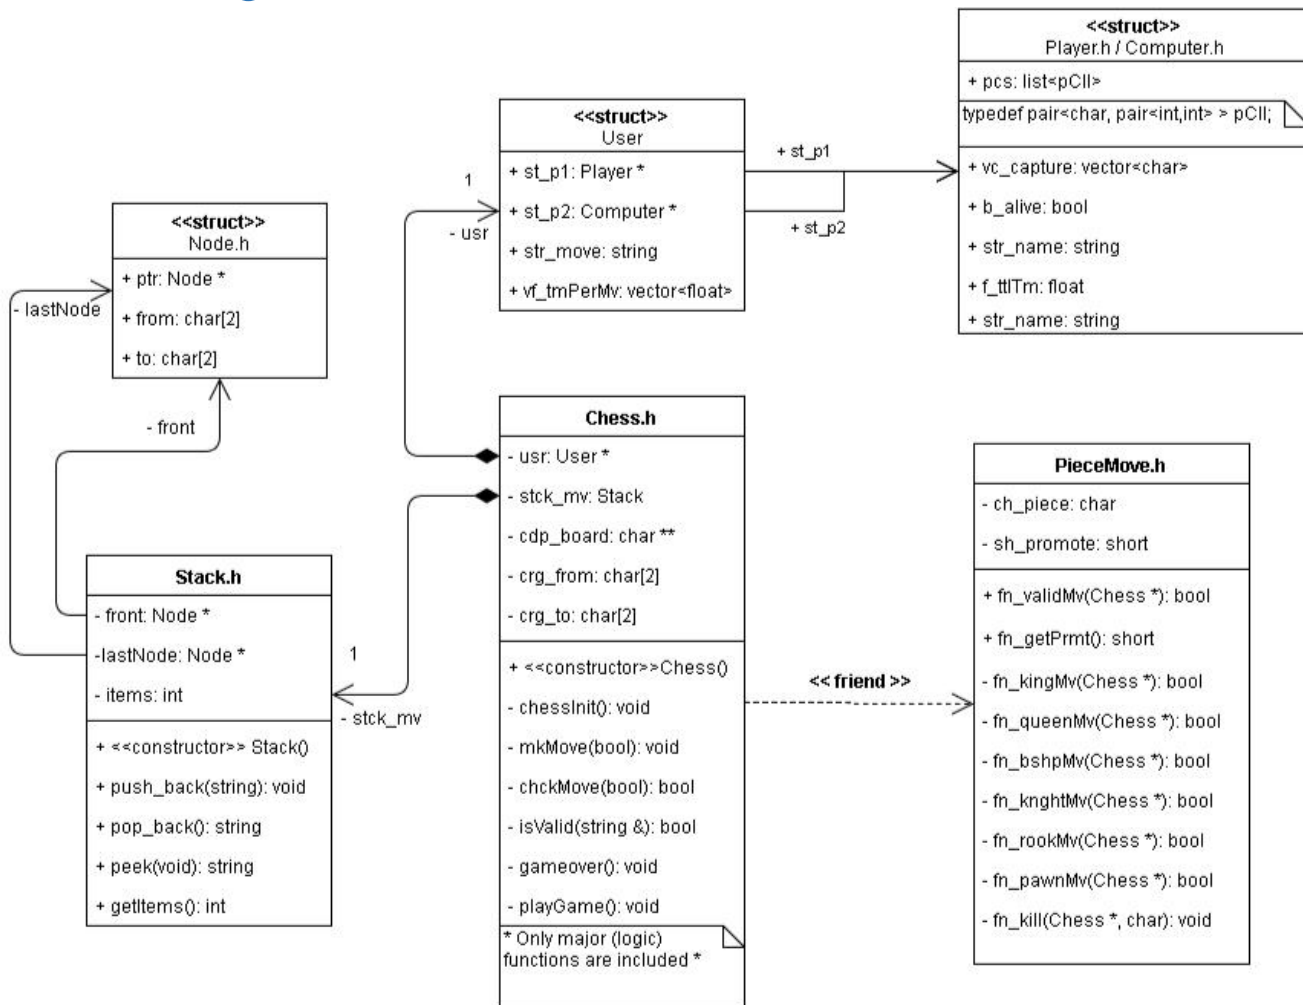 <<struct>>
Player.h / Computer.h
+ pcs: list<pCII>
typedef pair<char, pair<int,int> > pCII;
+ vc_capture: vector<char>
+ b_alive: bool
+ str_name: string
+ f_ttlTm: float
+ str_name: string
<<struct>>
User
+ st_p1: Player *
+ st_p2: Computer *
+ str_move: string
+ vf_tmPerMv: vector<float>
+ st_p1
+ st_p2
1
- usr
<<struct>>
Node.h
+ ptr: Node *
+ from: char[2]
+ to: char[2]
- lastNode
- front
Chess.h
- usr: User *
- stck_mv: Stack
- cdp_board: char **
- crg_from: char[2]
- crg_to: char[2]
+ <<constructor>>Chess()
- chessInit(): void
- mkMove(bool): void
- chckMove(bool): bool
- isValid(string &): bool
- gameover(): void
- playGame(): void
* Only major (logic)
functions are included *
PieceMove.h
- ch_piece: char
- sh_promote: short
+ fn_validMv(Chess *): bool
+ fn_getPrmt(): short
- fn_kingMv(Chess *): bool
- fn_queenMv(Chess *): bool
- fn_bshpMv(Chess *): bool
- fn_knghtMv(Chess *): bool
- fn_rookMv(Chess *): bool
- fn_pawnMv(Chess *): bool
- fn_kill(Chess *, char): void
<< friend >>
Stack.h
- front: Node *
-lastNode: Node *
- items: int
+ <<constructor>> Stack()
+ push_back(string): void
+ pop_back(): string
+ peek(void): string
+ getItems(): int
1
- stck_mv